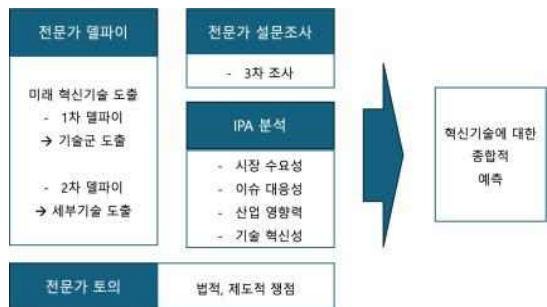 전문가 델파이
미래 혁신기술 도출
- 1차 델파이
→ 기술군 도출
- 2차 델파이
→ 세부기술 도출
전문가 설문조사
- 3차 조사
IPA 분석
- 시장 수요성
- 이슈 대응성
- 산업 영향력
- 기술 혁신성
혁신기술에 대한
종합적
예측
전문가 토의
법적, 제도적 쟁점